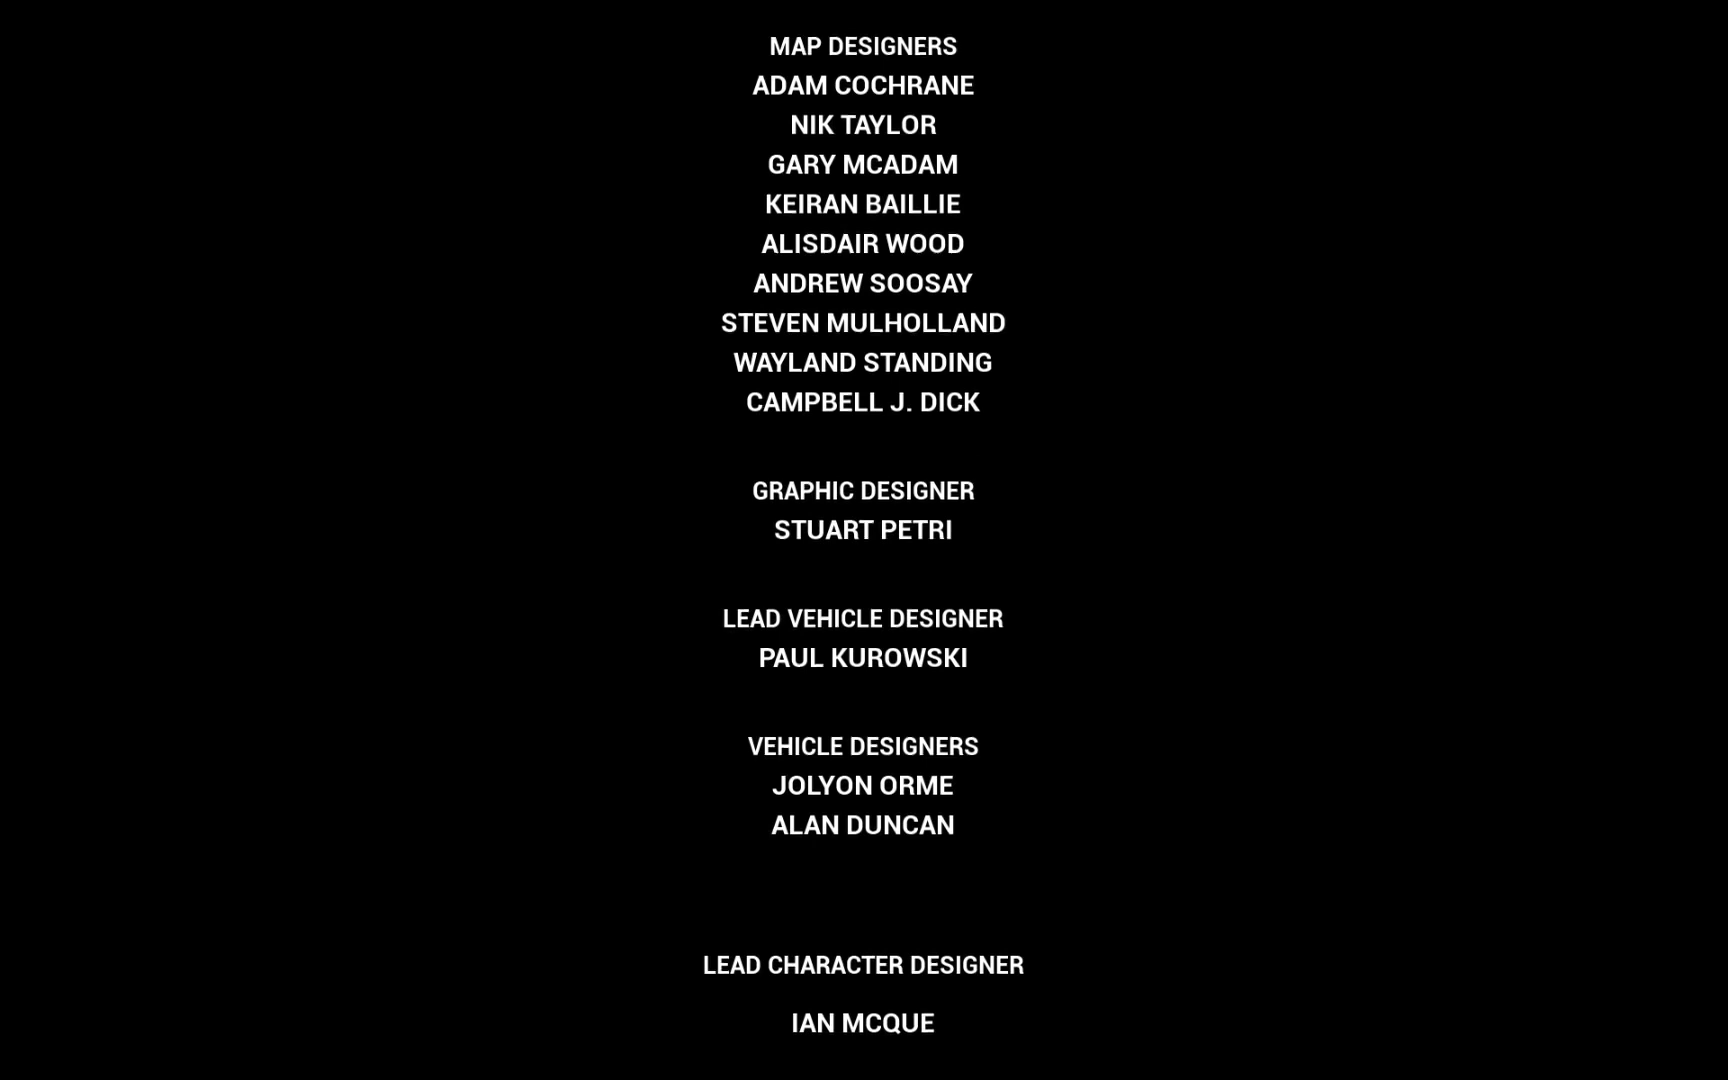 MAP DESIGNERS
ADAM COCHRANE
NIK TAYLOR
GARY MCADAM
KEIRAN BAILLIE
ALISDAIR WOOD
ANDREW SOOSAY
STEVEN MULHOLLAND
WAYLAND STANDING
CAMPBELL J. DICK
GRAPHIC DESIGNER
STUART PETRI
LEAD VEHICLE DESIGNER
PAUL KUROWSKI
VEHICLE DESIGNERS
JOLYON ORME
ALAN DUNCAN
LEAD CHARACTER DESIGNER
IAN MCQUE